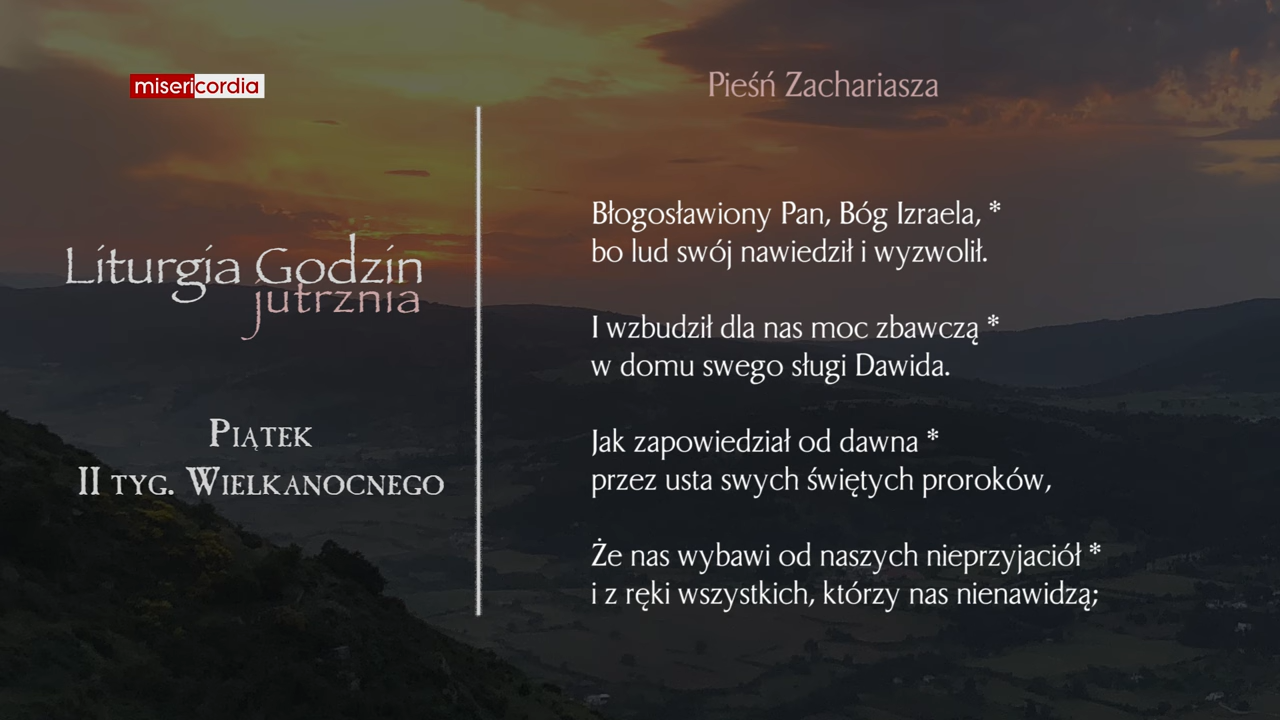 misericordia
Liturgia Godzin
jutrznia
Piątek
II tyg. Wielkanocnego
Pieśń Zachariasza
Błogosławiony Pan, Bóg Izraela, *
bo lud swój nawiedził i wyzwolił.
I wzbudził dla nas moc zbawczą *
w domu swego sługi Dawida.
Jak zapowiedział od dawna *
przez usta swych świętych proroków,
Że nas wybawi od naszych nieprzyjaciół *
i z ręki wszystkich, którzy nas nienawidzą;